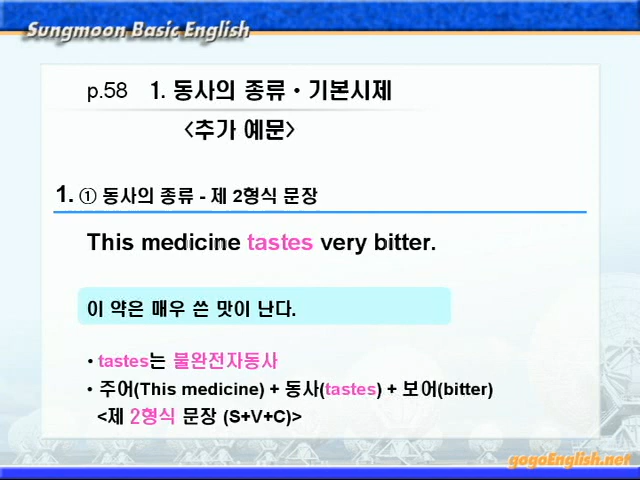 Sungmoon Basic English
p.58 1. 동사의 종류 • 기본시제
<추가 예문>
1. ① 동사의 종류 - 제 2형식 문장
This medicine tastes very bitter.
이 약은 매우 쓴 맛이 난다.
• tastes는 불완전자동사
• 주어(This medicine) + 동사(tastes) + 보어(bitter)
<제 2형식 문장 (S+V+C)>
gogoEnglish.net